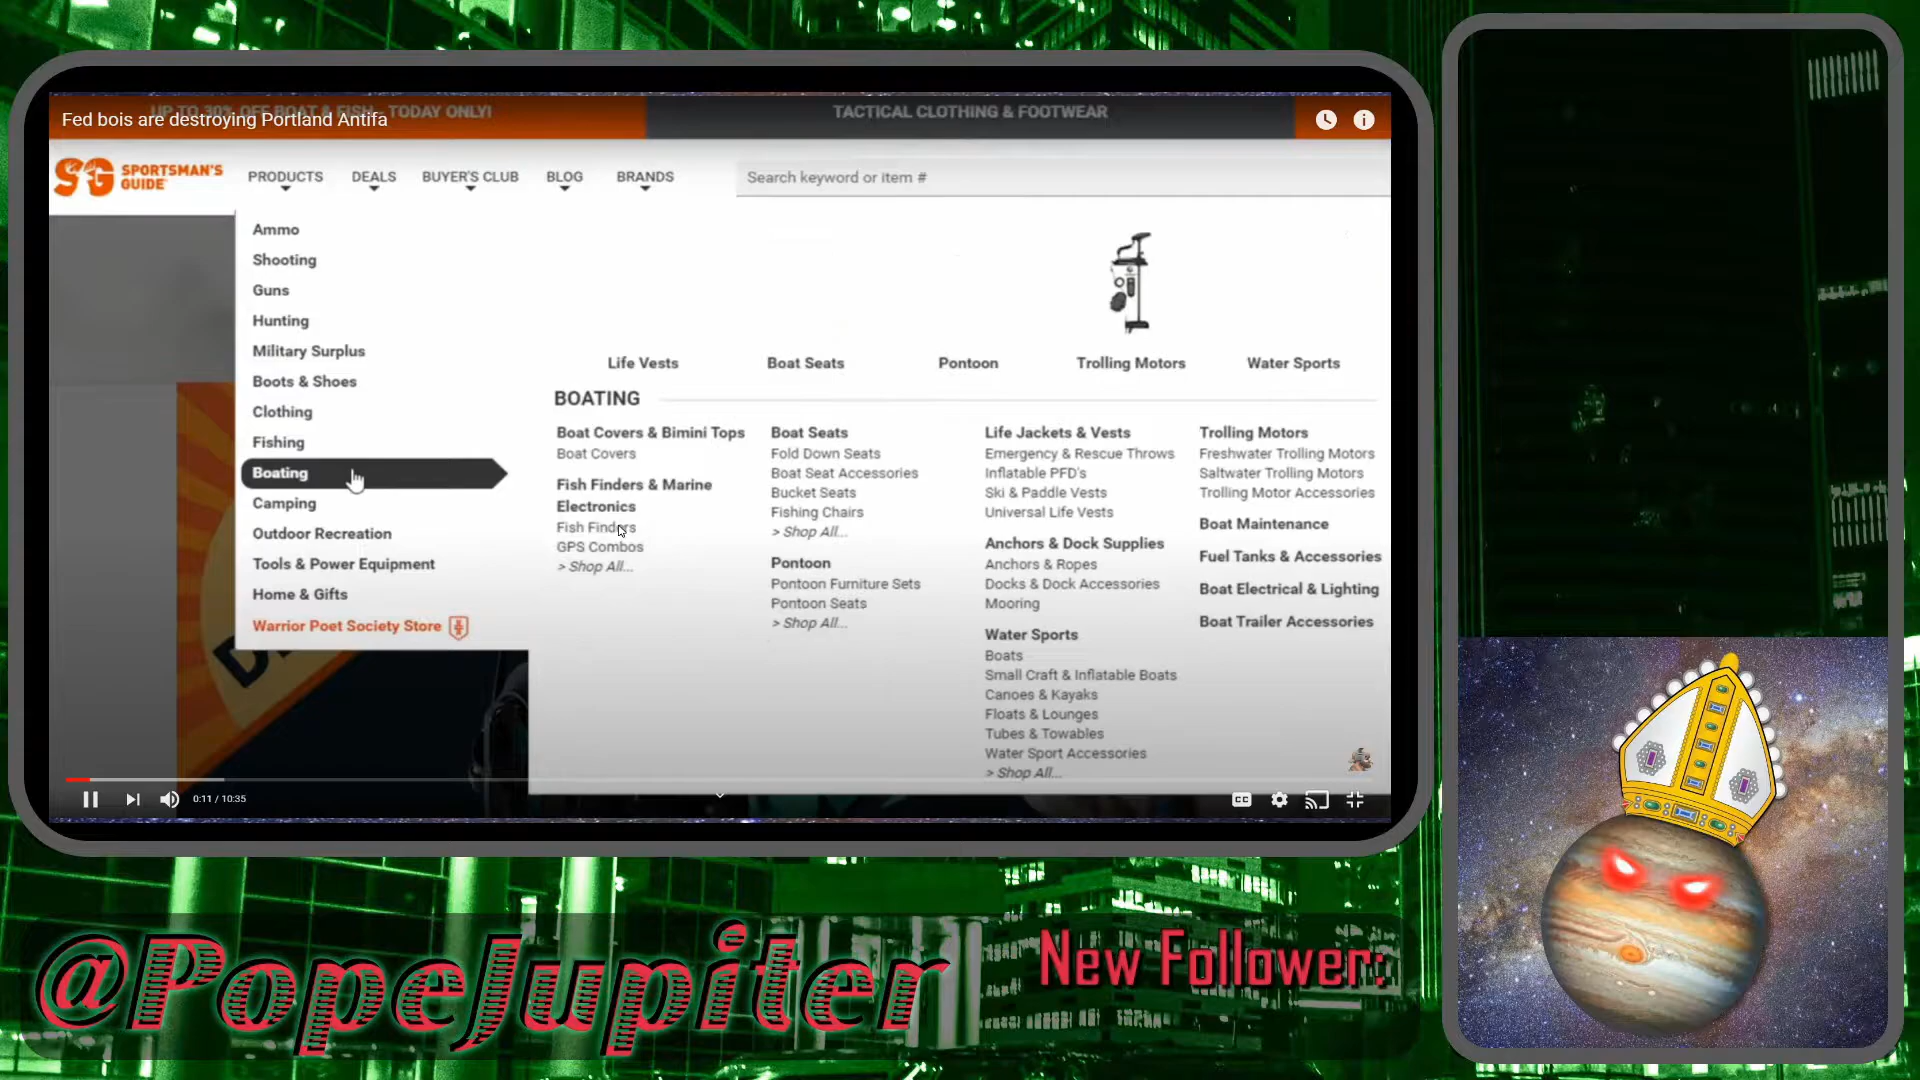 UP TO 30% OFF BOAT & FISH - TODAY ONLY!
TACTICAL CLOTHING & FOOTWEAR
Fed bois are destroying Portland Antifa
SG SPORTSMAN'S
GUIDE
PRODUCTS
DEALS
BUYER'S CLUB
BLOG
BRANDS
Search keyword or item #
Ammo
Shooting
Guns
Hunting
Military Surplus
Boots & Shoes
Clothing
Fishing
Boating
Camping
Outdoor Recreation
Tools & Power Equipment
Home & Gifts
Warrior Poet Society Store
Life Vests
Boat Seats
Pontoon
Trolling Motors
Water Sports
BOATING
Boat Covers & Bimini Tops
Boat Covers
Fish Finders & Marine
Electronics
Fish Finders
GPS Combos
> Shop All...
Boat Seats
Fold Down Seats
Boat Seat Accessories
Bucket Seats
Fishing Chairs
> Shop All...
Pontoon
Pontoon Furniture Sets
Pontoon Seats
> Shop All...
Life Jackets & Vests
Emergency & Rescue Throws
Inflatable PFD's
Ski & Paddle Vests
Universal Life Vests
Anchors & Dock Supplies
Anchors & Ropes
Docks & Dock Accessories
Mooring
Water Sports
Boats
Small Craft & Inflatable Boats
Canoes & Kayaks
Floats & Lounges
Tubes & Towables
Water Sport Accessories
> Shop All...
Trolling Motors
Freshwater Trolling Motors
Saltwater Trolling Motors
Trolling Motor Accessories
Boat Maintenance
Fuel Tanks & Accessories
Boat Electrical & Lighting
Boat Trailer Accessories
0:11 / 10:35
CC
@PopeJupiter
New Follower: